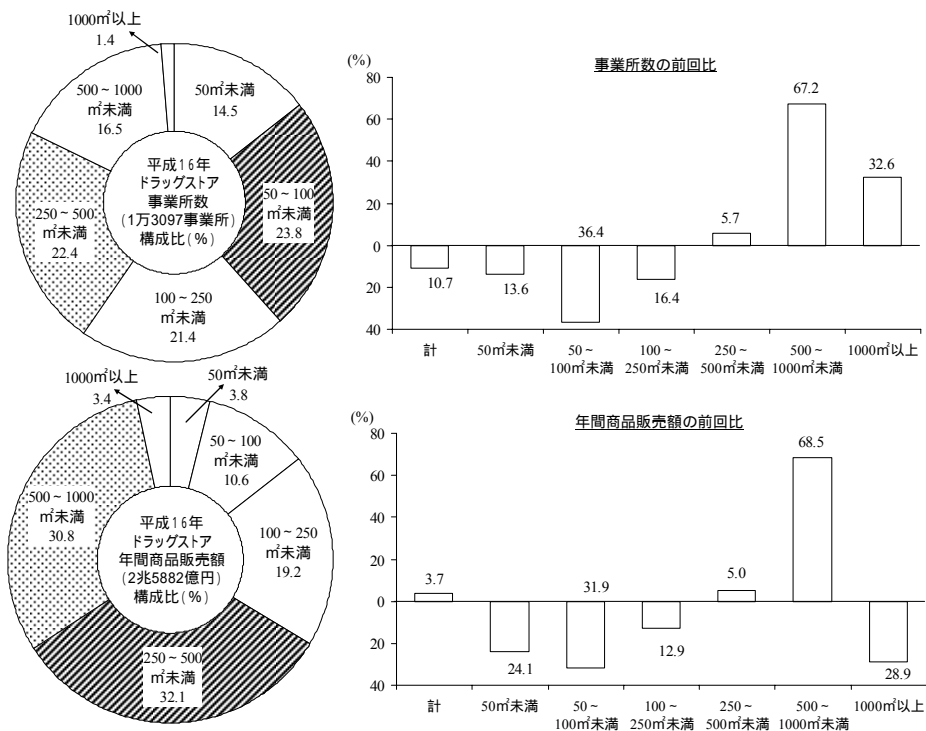 1000㎡以上
1.4
50㎡未満
14.5
50～100
㎡未満
23.8
100～250
㎡未満
21.4
250～500
㎡未満
22.4
500～1000
㎡未満
16.5
平成16年
ドラッグストア
事業所数
(1万3097事業所)
構成比(%)
事業所数の前回比
(%)
80
60
40
20
0
20
40
10.7
13.6
36.4
16.4
5.7
67.2
32.6
計
50㎡未満
50～
100㎡未満
100～
250㎡未満
250～
500㎡未満
500～
1000㎡未満
1000㎡以上
1000㎡以上
3.4
50㎡未満
3.8
50～100
㎡未満
10.6
100～250
㎡未満
19.2
250～500
㎡未満
32.1
500～1000
㎡未満
30.8
平成16年
ドラッグストア
年間商品販売額
(2兆5882億円)
構成比(%)
年間商品販売額の前回比
(%)
80
60
40
20
0
20
40
3.7
24.1
31.9
12.9
5.0
68.5
28.9
計
50㎡未満
50～
100㎡未満
100～
250㎡未満
250～
500㎡未満
500～
1000㎡未満
1000㎡以上